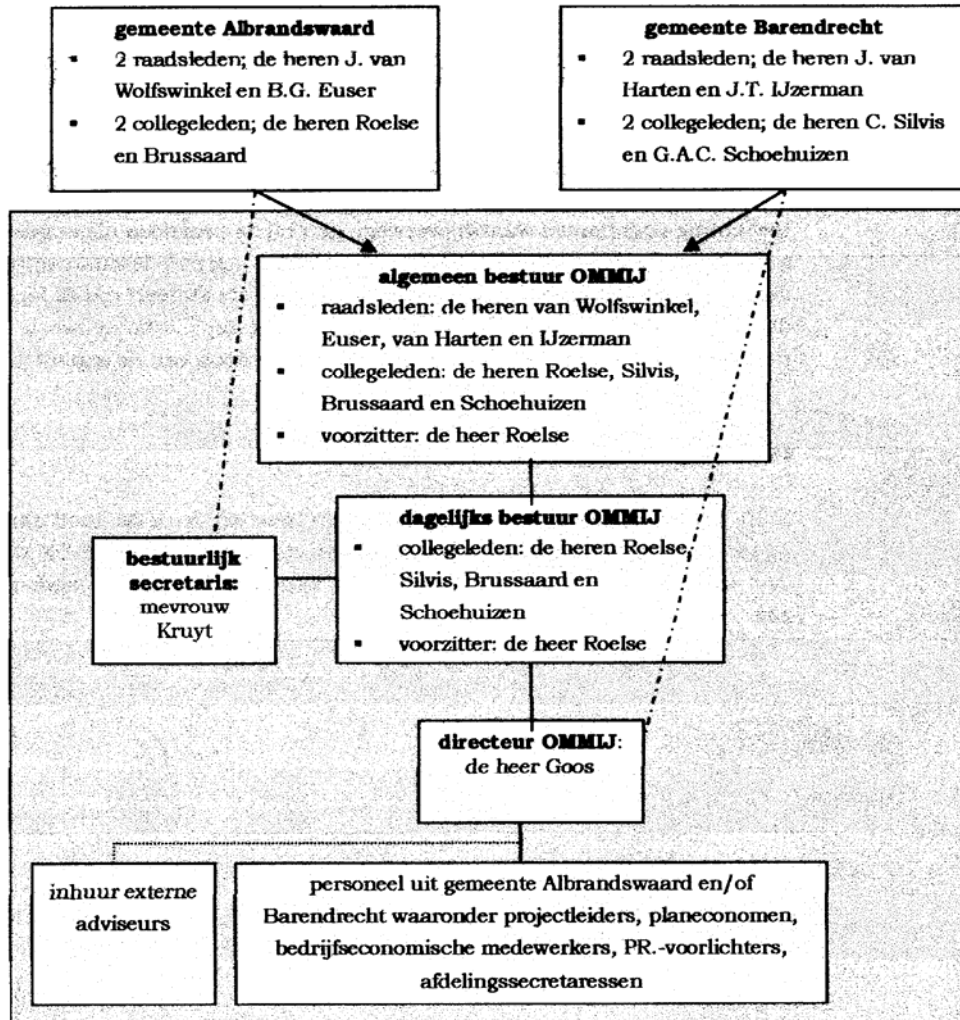 gemeente Albrandswaard
▪ 2 raadsleden; de heren J. van
Wolfswinkel en B.G. Euser
▪ 2 collegeleden; de heren Roelse
en Brussaard
gemeente Barendrecht
▪ 2 raadsleden; de heren J. van
Harten en J.T. IJzerman
▪ 2 collegeleden; de heren C. Silvis
en G.A.C. Schoehuizen
algemeen bestuur OMMIJ
▪ raadsleden: de heren van Wolfswinkel,
Euser, van Harten en IJzerman
▪ collegeleden: de heren Roelse, Silvis,
Brussaard en Schoehuizen
▪ voorzitter: de heer Roelse
dagelijks bestuur OMMIJ
▪ collegeleden: de heren Roelse,
Silvis, Brussaard en
Schoehuizen
▪ voorzitter: de heer Roelse
bestuurlijk
secretaris:
mevrouw
Kruyt
directeur OMMIJ:
de heer Goos
inhuur externe
adviseurs
personeel uit gemeente Albrandswaard en/of
Barendrecht waaronder projectleiders, planeconomen,
bedrijfseconomische medewerkers, PR.-voorlichters,
afdelingssecretaressen